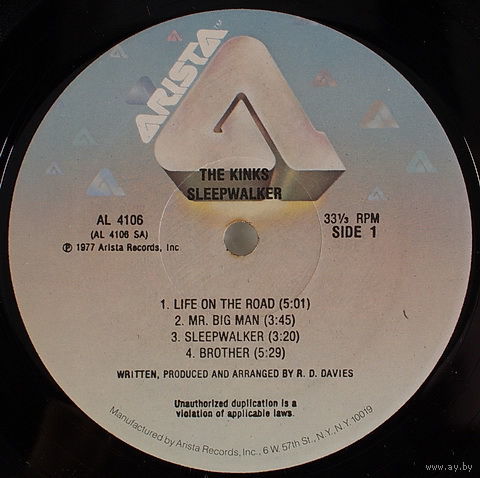 ARISTA™
THE KINKS
SLEEPWALKER
AL 4106
(AL 4106 SA)
℗ 1977 Arista Records, Inc.
33⅓ RPM
SIDE 1
1. LIFE ON THE ROAD (5:01)
2. MR. BIG MAN (3:45)
3. SLEEPWALKER (3:20)
4. BROTHER (5:29)
WRITTEN, PRODUCED AND ARRANGED BY R. D. DAVIES
Unauthorized duplication is a
violation of applicable laws.
Manufactured by Arista Records, Inc., 6 W. 57th St., N.Y., N.Y. 10019
www.ay.by